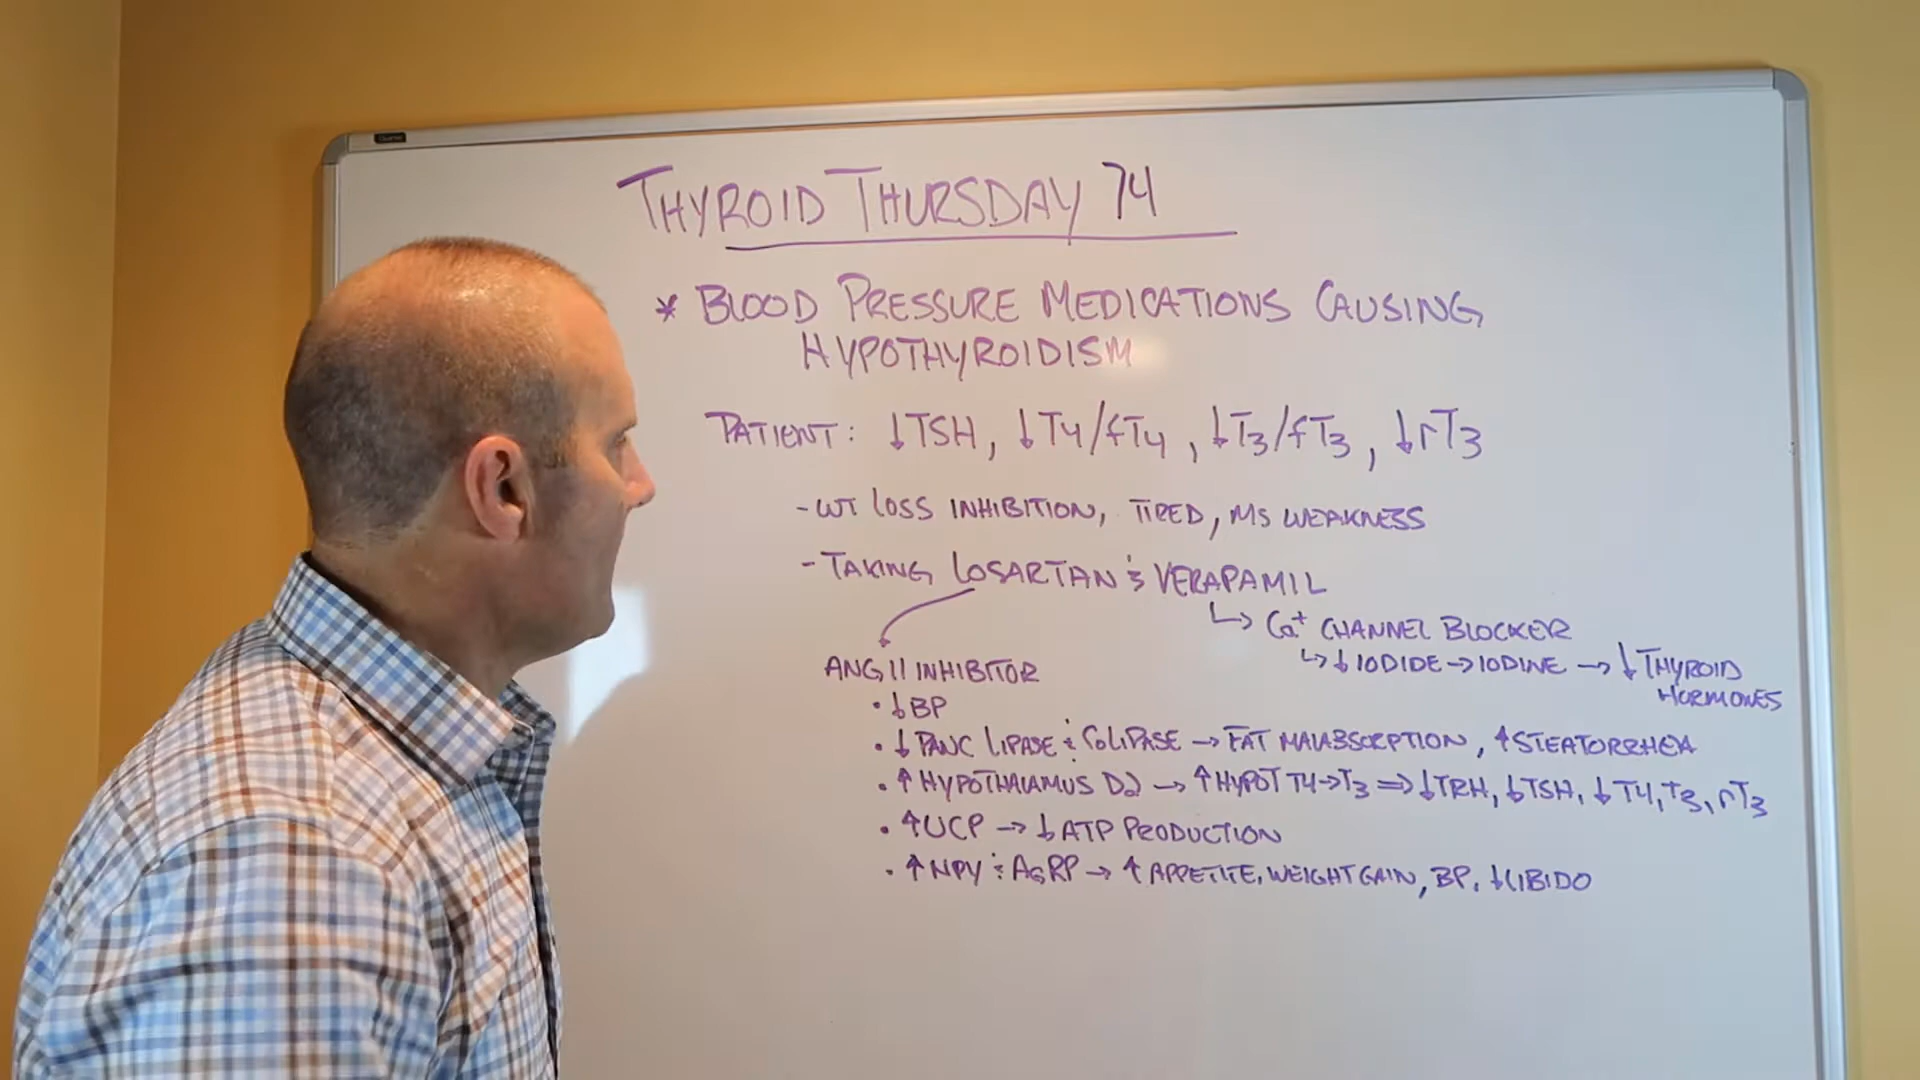 THYROID THURSDAY 74
* BLOOD PRESSURE MEDICATIONS CAUSING
HYPOTHYROIDISM
PATIENT: ↓TSH, ↓T4/fT4, ↓T3/fT3, ↓rT3
- WT LOSS INHIBITION, TIRED, MS WEAKNESS
- TAKING LOSARTAN & VERAPAMIL
↳ Ca+ CHANNEL BLOCKER
↳ ↓ IODIDE → IODINE → ↓ THYROID
HORMONES
ANG II INHIBITOR
• ↓ BP
• ↓ PANC LIPASE & COLIPASE → FAT MALABSORPTION, ↑STEATORRHEA
• ↑ HYPOTHALAMUS D2 → ↑ HYPOT T4→T3 ⇒ ↓TRH, ↓TSH, ↓T4, T3, rT3
• ↑UCP → ↓ ATP PRODUCTION
• ↑ NPY & AGRP → ↑ APPETITE, WEIGHT GAIN, BP, ↓LIBIDO